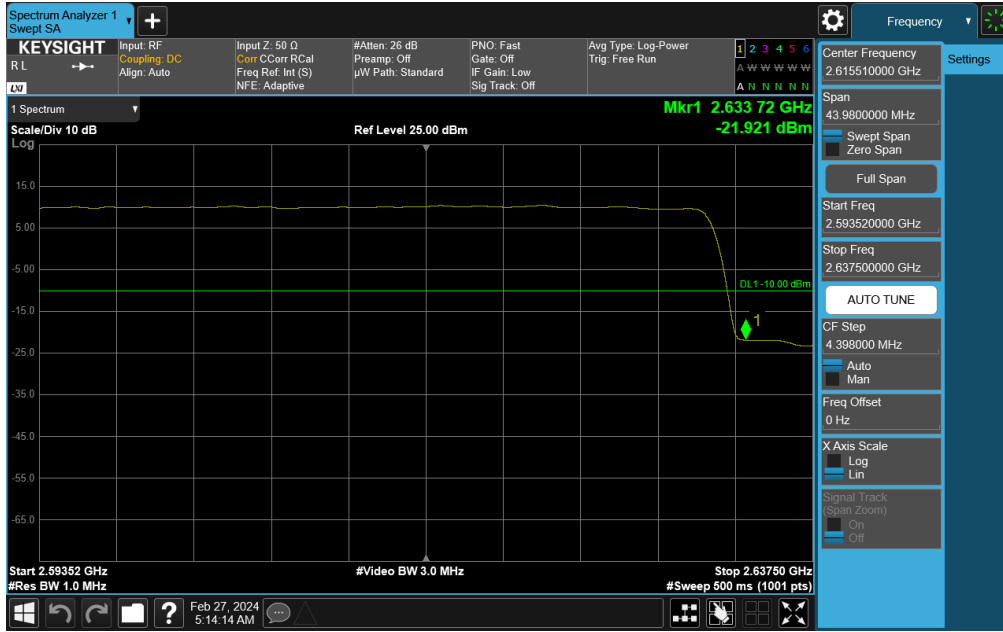 Spectrum Analyzer 1
Swept SA
+
Frequency
KEYSIGHT
R L
LXI
Input: RF
Coupling: DC
Align: Auto
Input Z: 50 Ω
Corr CCorr RCal
Freq Ref: Int (S)
NFE: Adaptive
#Atten: 26 dB
Preamp: Off
µW Path: Standard
PNO: Fast
Gate: Off
IF Gain: Low
Sig Track: Off
Avg Type: Log-Power
Trig: Free Run
1 2 3 4 5 6
A W W W W W
A N N N N N
1 Spectrum
Scale/Div 10 dB
Log
Ref Level 25.00 dBm
Mkr1 2.633 72 GHz
-21.921 dBm
15.0
5.00
-5.00
-15.0
-25.0
-35.0
-45.0
-55.0
-65.0
DL1 -10.00 dBm
1
Start 2.59352 GHz
#Res BW 1.0 MHz
#Video BW 3.0 MHz
Stop 2.63750 GHz
#Sweep 500 ms (1001 pts)
Center Frequency
2.615510000 GHz
Settings
Span
43.9800000 MHz
Swept Span
Zero Span
Full Span
Start Freq
2.593520000 GHz
Stop Freq
2.637500000 GHz
AUTO TUNE
CF Step
4.398000 MHz
Auto
Man
Freq Offset
0 Hz
X Axis Scale
Log
Lin
Signal Track
(Span Zoom)
On
Off
?
Feb 27, 2024
5:14:14 AM